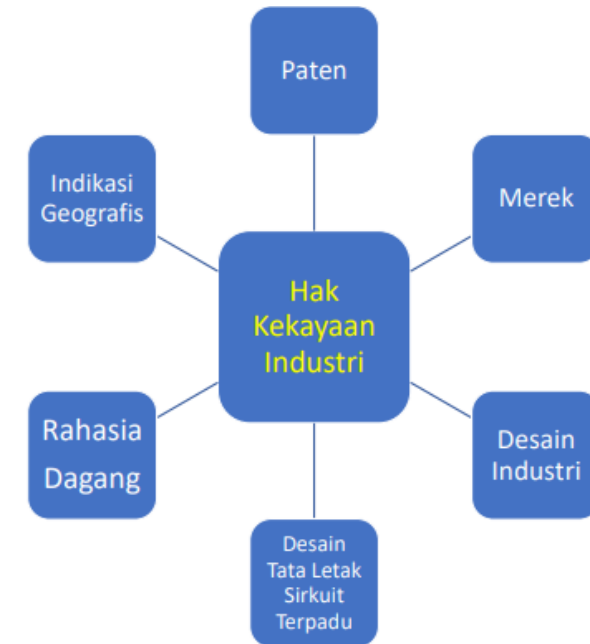 Paten
Merek
Desain
Industri
Desain
Tata Letak
Sirkuit
Terpadu
Rahasia
Dagang
Indikasi
Geografis
Hak
Kekayaan
Industri